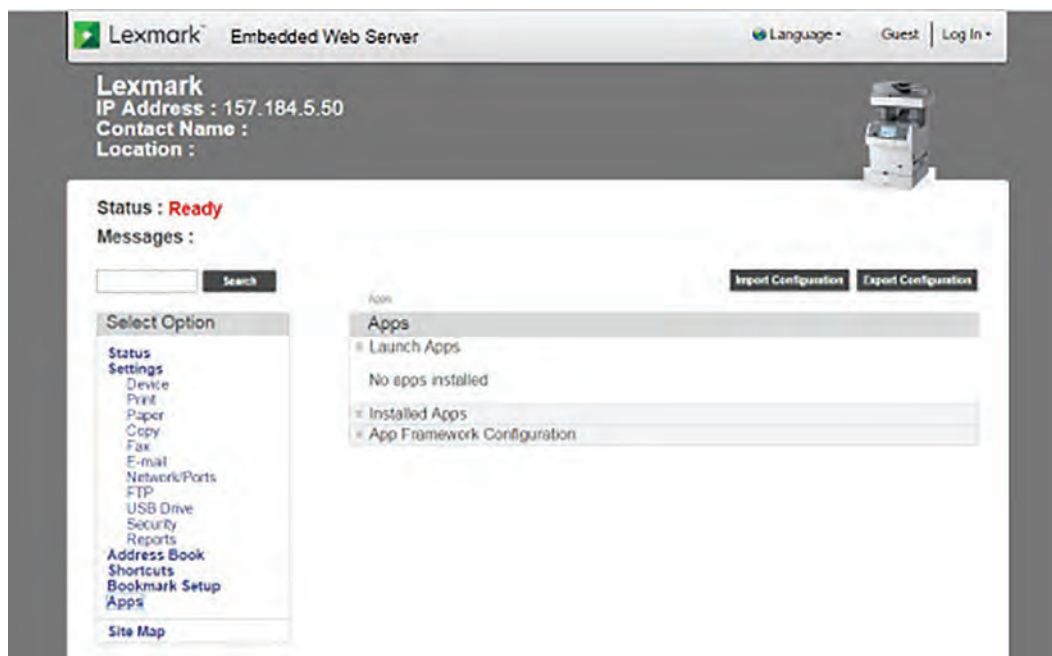 Lexmark™ Embedded Web Server Language Guest | Log In
Lexmark
IP Address : 157.184.5.50
Contact Name :
Location :
Status : Ready
Messages :
Search
Import Configuration Export Configuration
Apps
Select Option
Status
Settings
Device
Print
Paper
Copy
Fax
E-mail
Network/Ports
FTP
USB Drive
Security
Reports
Address Book
Shortcuts
Bookmark Setup
Apps
Site Map
Apps
Launch Apps
No apps installed
Installed Apps
App Framework Configuration